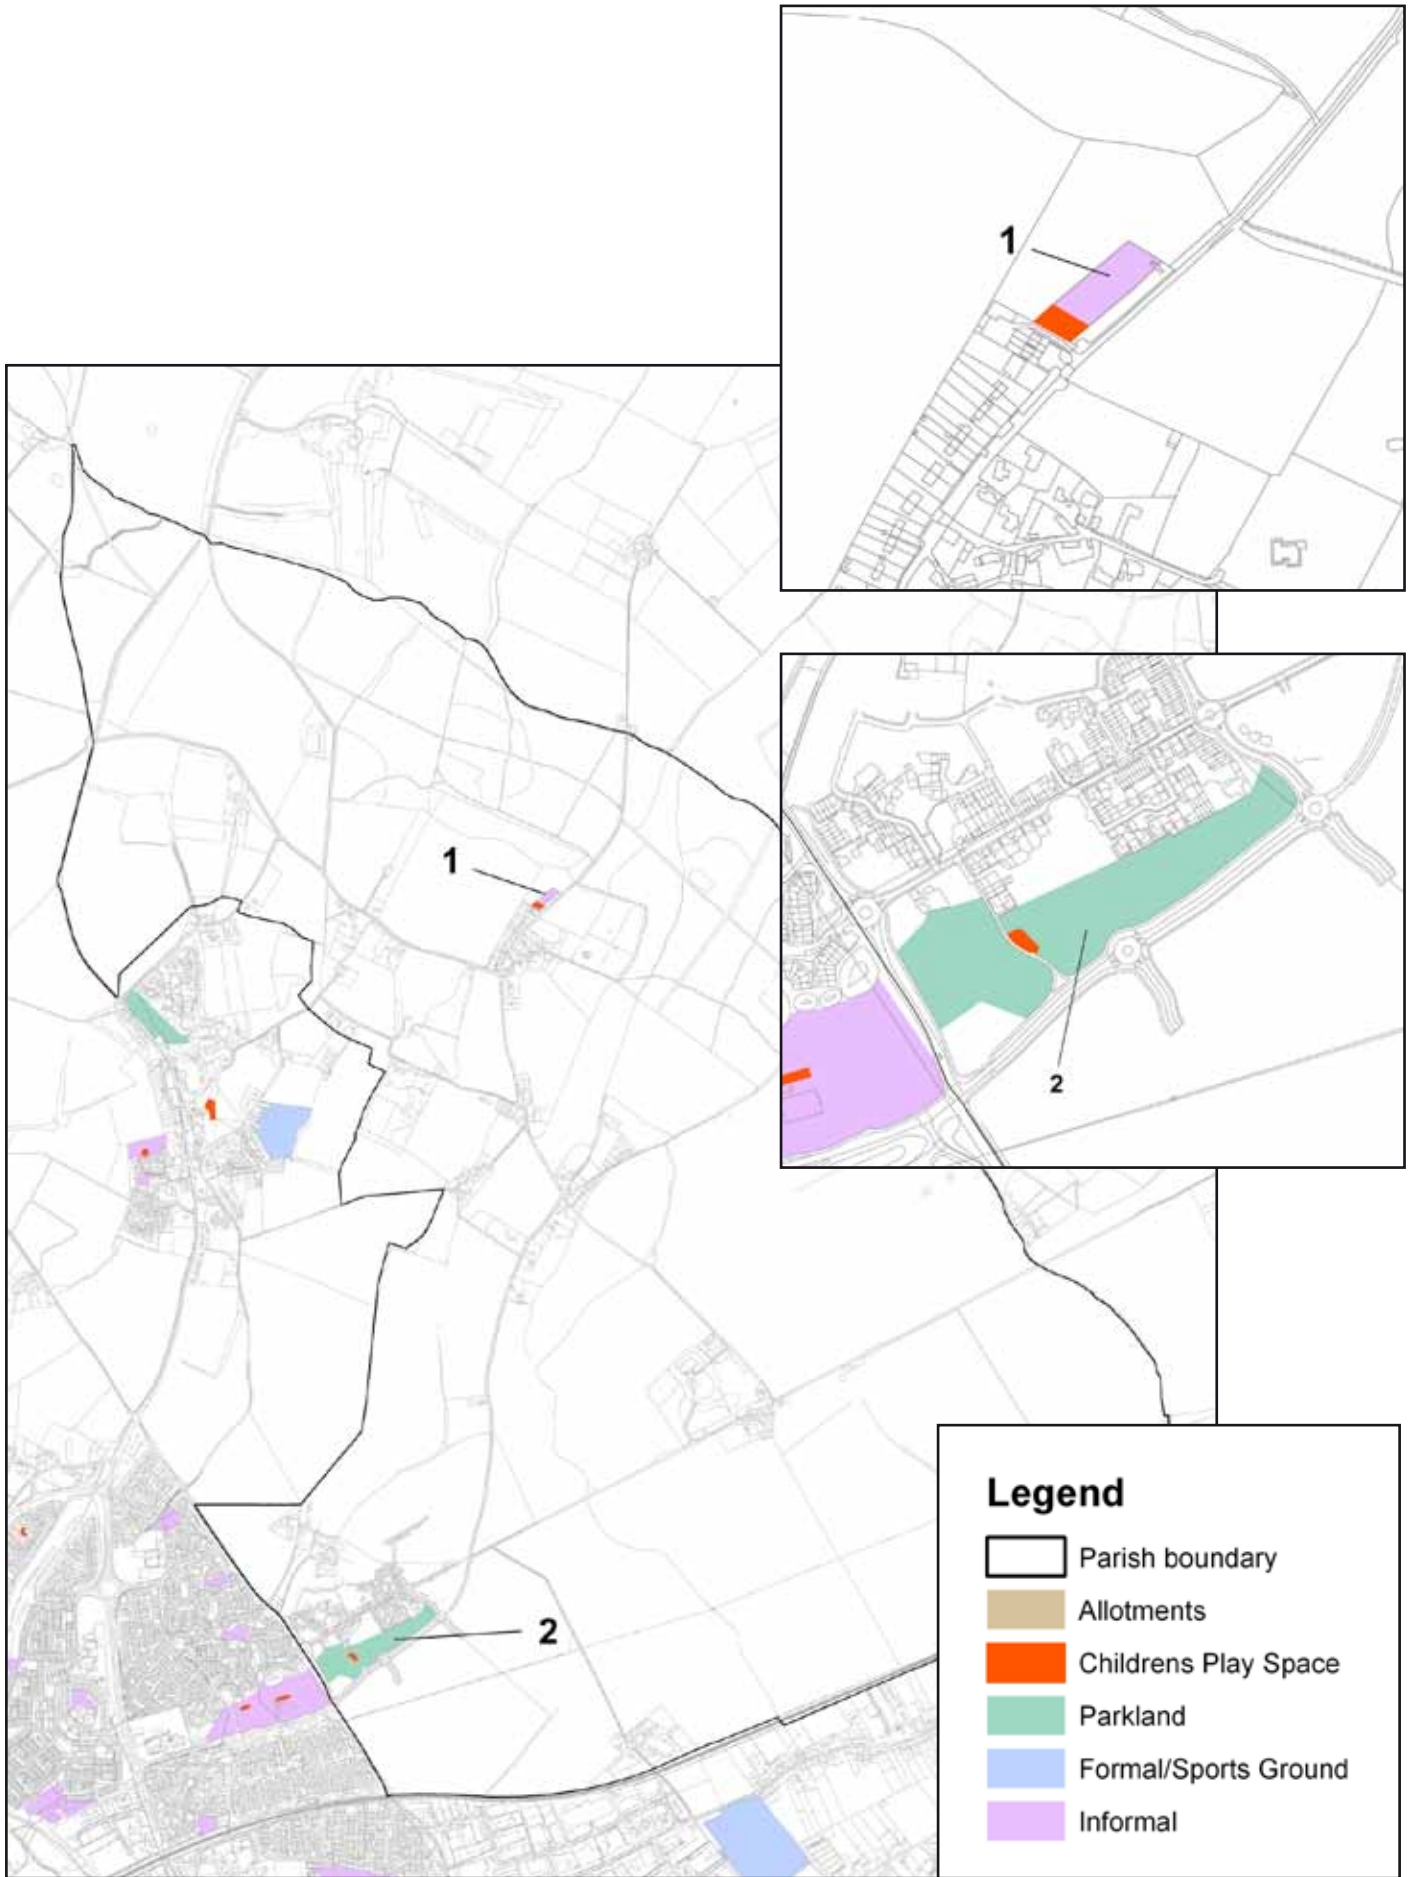 1
1
2
2
Legend
Parish boundary
Allotments
Childrens Play Space
Parkland
Formal/Sports Ground
Informal